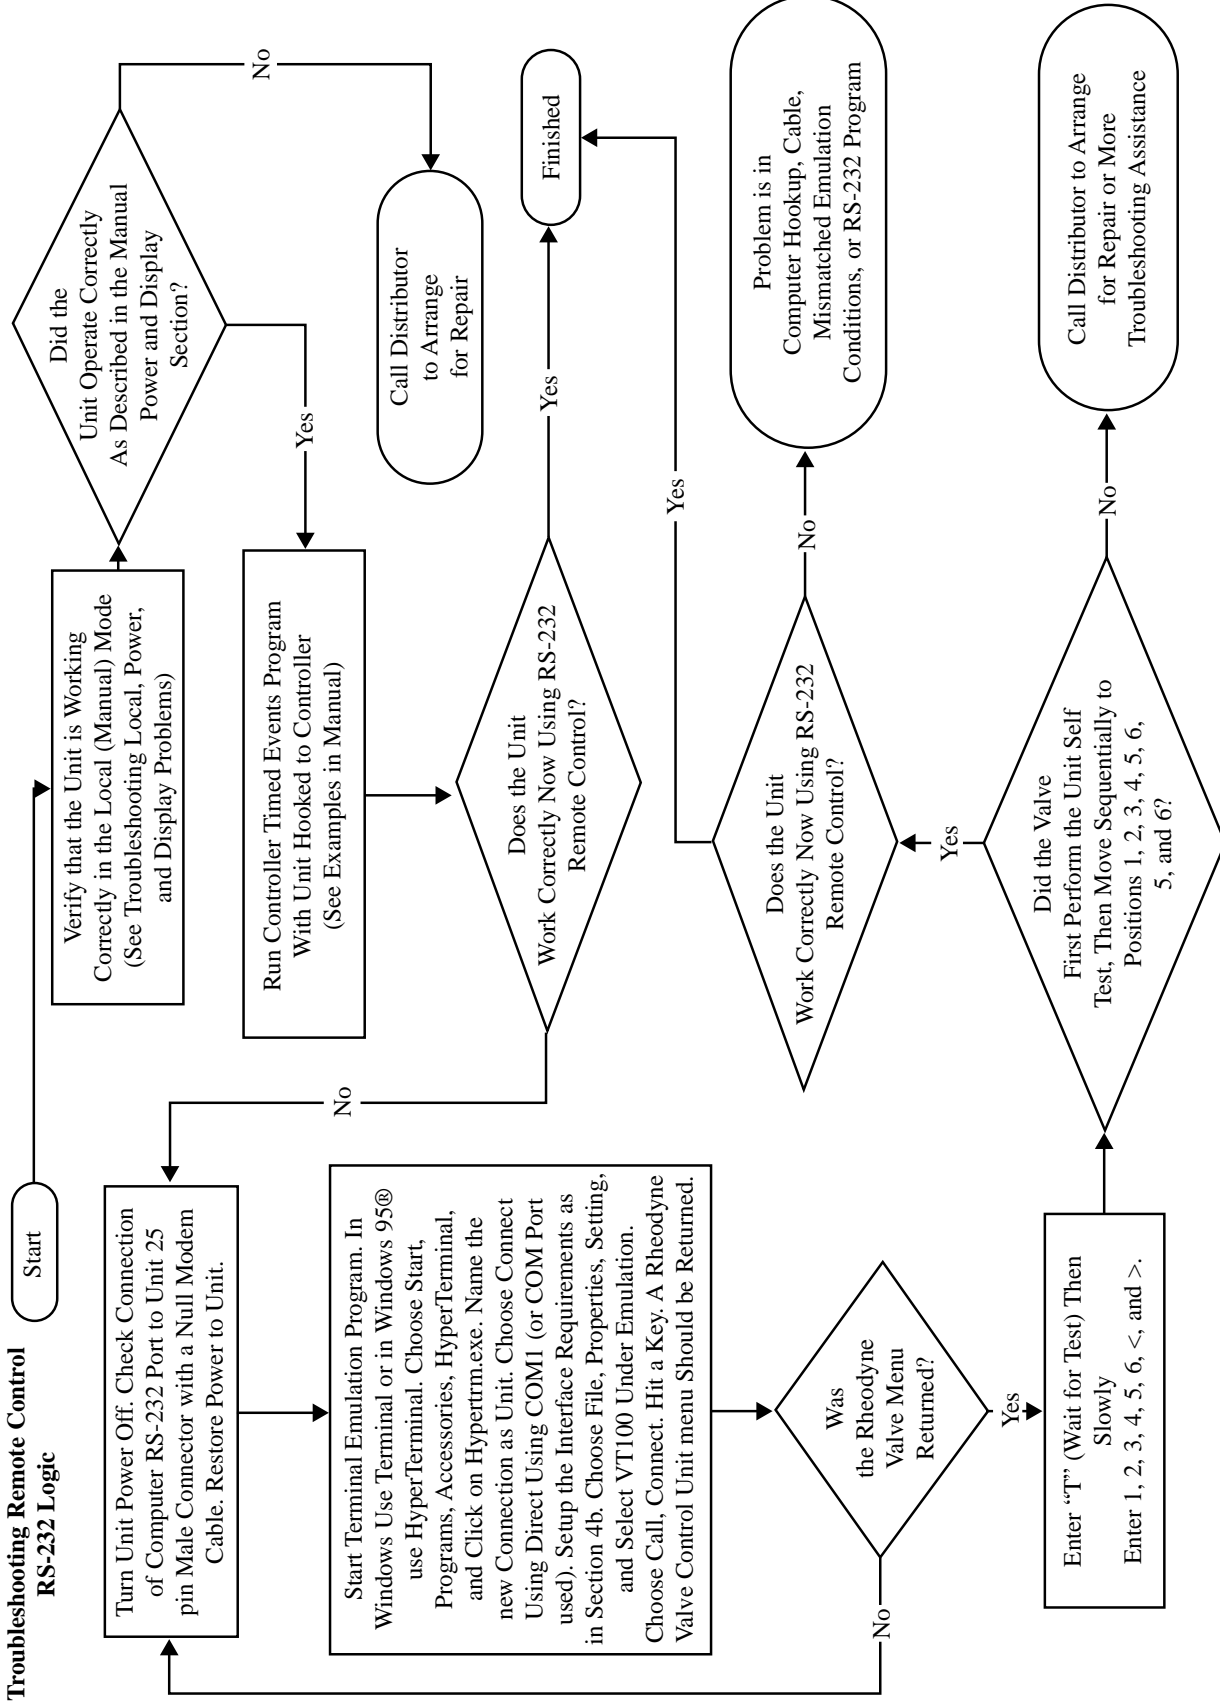 Troubleshooting Remote Control
RS-232 Logic
Start
Verify that the Unit is Working
Correctly in the Local (Manual) Mode
(See Troubleshooting Local, Power,
and Display Problems)
Did the
Unit Operate Correctly
As Described in the Manual
Power and Display
Section?
No
Call Distributor
to Arrange
for Repair
Yes
Run Controller Timed Events Program
With Unit Hooked to Controller
(See Examples in Manual)
Does the Unit
Work Correctly Now Using RS-232
Remote Control?
Yes
Finished
No
Turn Unit Power Off. Check Connection
of Computer RS-232 Port to Unit 25
pin Male Connector with a Null Modem
Cable. Restore Power to Unit.
Start Terminal Emulation Program. In
Windows Use Terminal or in Windows 95®
use HyperTerminal. Choose Start,
Programs, Accessories, HyperTerminal,
and Click on Hypertrm.exe. Name the
new Connection as Unit. Choose Connect
Using Direct Using COM1 (or COM Port
used). Setup the Interface Requirements as
in Section 4b. Choose File, Properties, Setting,
and Select VT100 Under Emulation.
Choose Call, Connect. Hit a Key. A Rheodyne
Valve Control Unit menu Should be Returned.
Was
the Rheodyne
Valve Menu
Returned?
No
Yes
Enter “T” (Wait for Test) Then
Slowly
Enter 1, 2, 3, 4, 5, 6, <, and >.
Did the Valve
First Perform the Unit Self
Test, Then Move Sequentially to
Positions 1, 2, 3, 4, 5, 6,
5, and 6?
No
Call Distributor to Arrange
for Repair or More
Troubleshooting Assistance
Yes
Does the Unit
Work Correctly Now Using RS-232
Remote Control?
Yes
No
Problem is in
Computer Hookup, Cable,
Mismatched Emulation
Conditions, or RS-232 Program